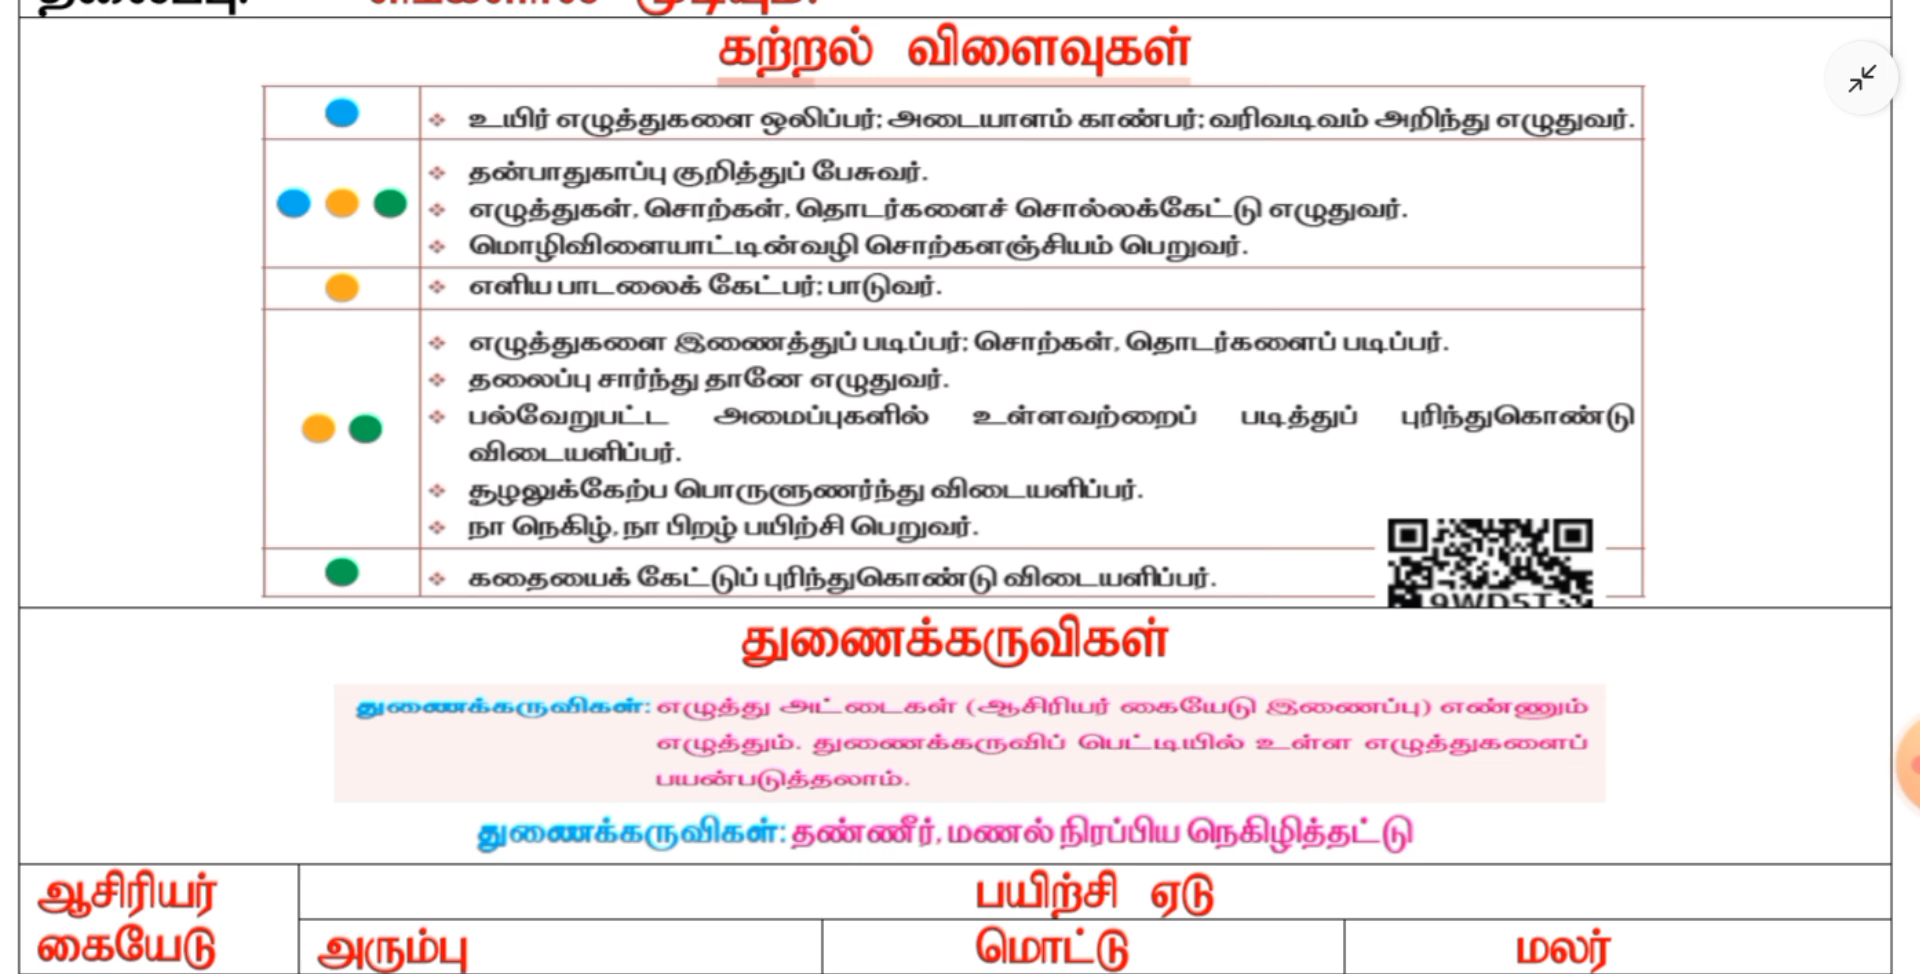 கற்றல் விளைவுகள்
உயிர் எழுத்துகளை ஒலிப்பர்; அடையாளம் காண்பர்; வரிவடிவம் அறிந்து எழுதுவர்.
தன்பாதுகாப்பு குறித்துப் பேசுவர்.
எழுத்துகள், சொற்கள், தொடர்களைச் சொல்லக்கேட்டு எழுதுவர்.
மொழிவிளையாட்டின்வழி சொற்களஞ்சியம் பெறுவர்.
எளிய பாடலைக் கேட்பர்; பாடுவர்.
எழுத்துகளை இணைத்துப் படிப்பர்; சொற்கள், தொடர்களைப் படிப்பர்.
தலைப்பு சார்ந்து தானே எழுதுவர்.
பல்வேறுபட்ட அமைப்புகளில் உள்ளவற்றைப் படித்துப் புரிந்துகொண்டு
விடையளிப்பர்.
சூழலுக்கேற்ப பொருளுணர்ந்து விடையளிப்பர்.
நா நெகிழ், நா பிறழ் பயிற்சி பெறுவர்.
கதையைக் கேட்டுப் புரிந்துகொண்டு விடையளிப்பர்.
9WD5T
துணைக்கருவிகள்
துணைக்கருவிகள்: எழுத்து அட்டைகள் (ஆசிரியர் கையேடு இணைப்பு) எண்ணும்
எழுத்தும். துணைக்கருவிப் பெட்டியில் உள்ள எழுத்துகளைப்
பயன்படுத்தலாம்.
துணைக்கருவிகள்: தண்ணீர், மணல் நிரப்பிய நெகிழித்தட்டு
ஆசிரியர்
கையேடு
பயிற்சி ஏடு
அரும்பு
மொட்டு
மலர்